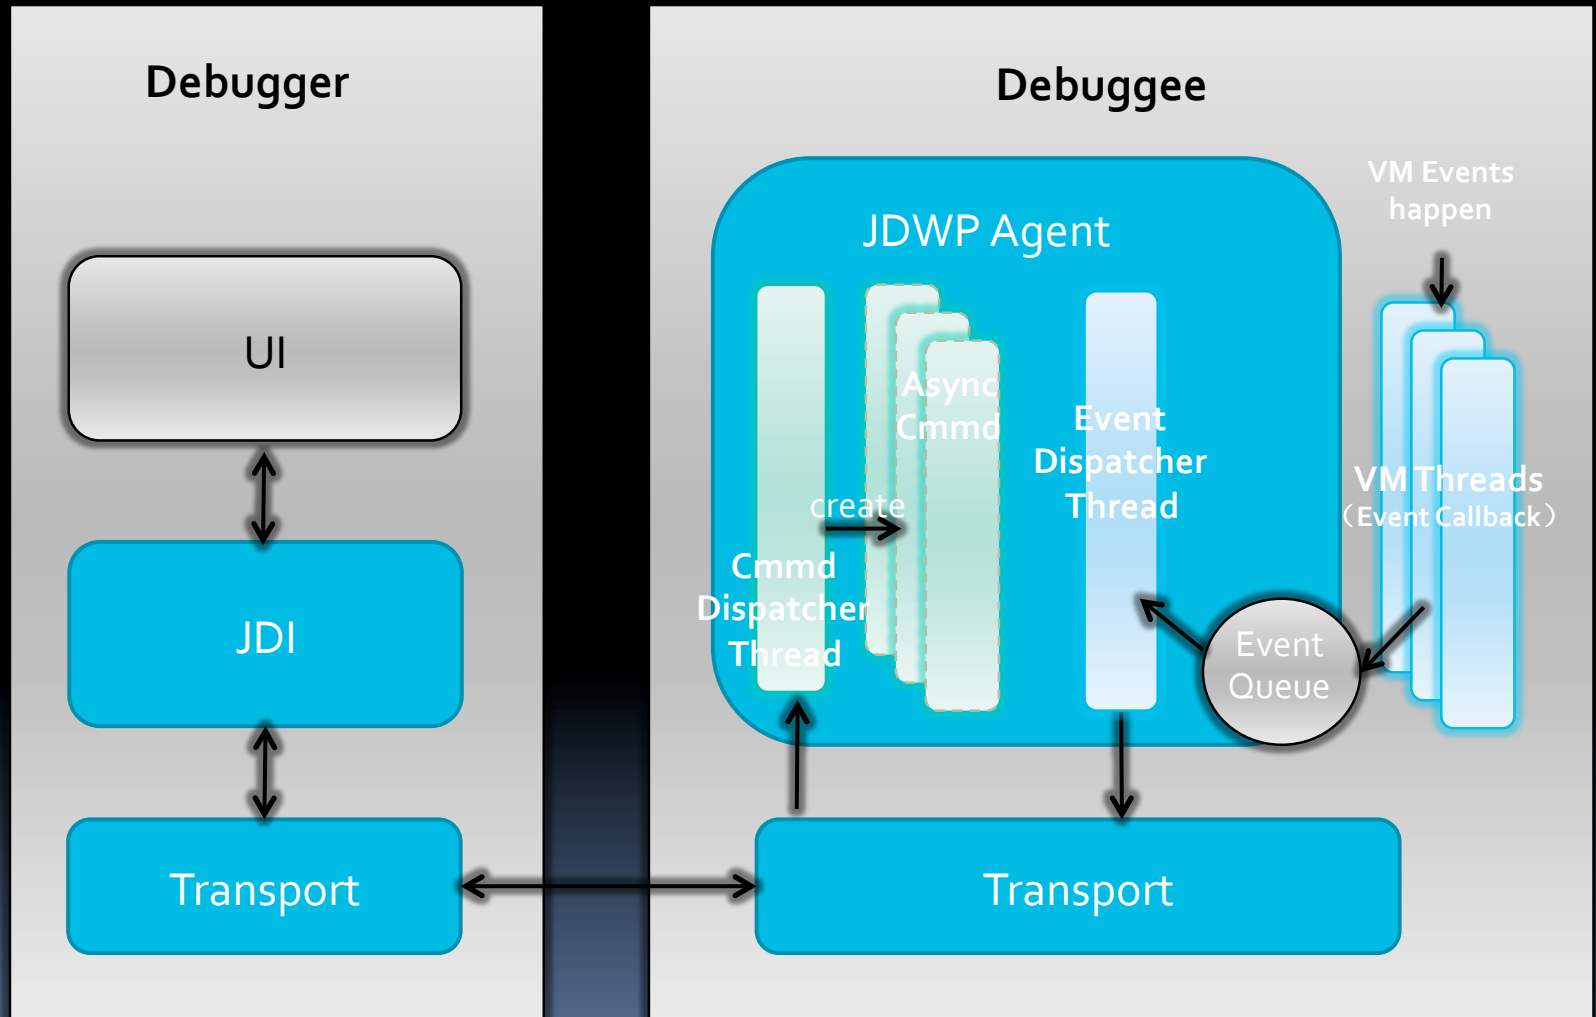 Debugger
UI
JDI
Transport
Debuggee
JDWP Agent
VM Events
happen
Async
Cmmd
create
Cmmd
Dispatcher
Thread
Event
Dispatcher
Thread
Event
Queue
VM Threads
（Event Callback）
Transport